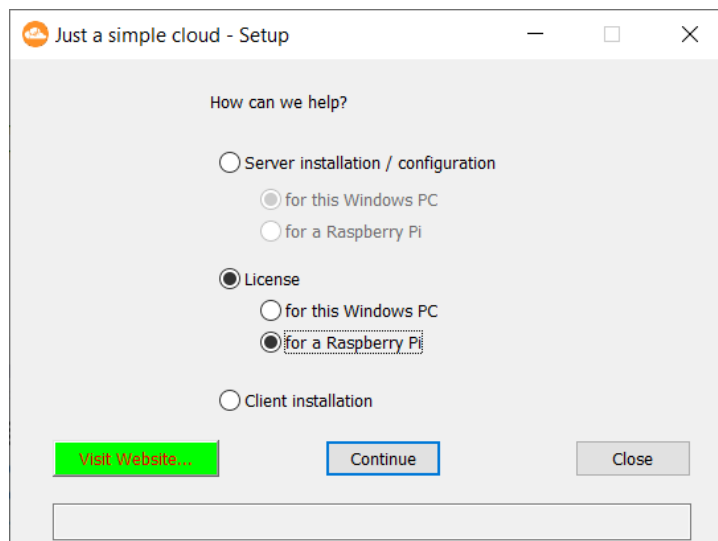 Just a simple cloud - Setup
How can we help?
Server installation / configuration
for this Windows PC
for a Raspberry Pi
License
for this Windows PC
for a Raspberry Pi
Client installation
Visit Website...
Continue
Close